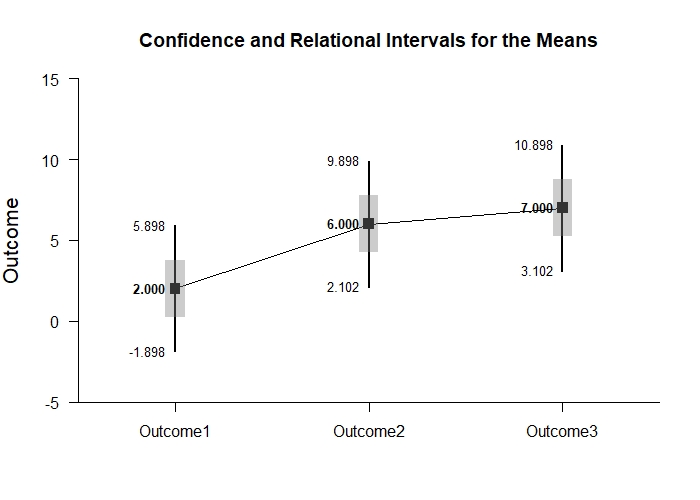 Confidence and Relational Intervals for the Means
Outcome
15
10
5
0
-5
5.898
2.000
-1.898
9.898
6.000
2.102
10.898
7.000
3.102
Outcome1
Outcome2
Outcome3